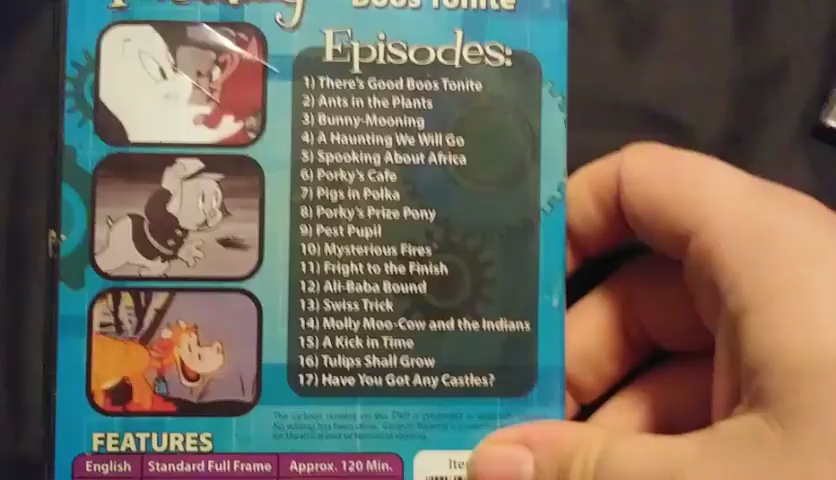 Boos Tonite
Episodes:
1) There's Good Boos Tonite
2) Ants in the Plants
3) Bunny-Mooning
4) A Haunting We Will Go
5) Spooking About Africa
6) Porky's Cafe
7) Pigs in Polka
8) Porky's Prize Pony
9) Pest Pupil
10) Mysterious Fires
11) Fright to the Finish
12) Ali-Baba Bound
13) Swiss Trick
14) Molly Moo-Cow and the Indians
15) A Kick in Time
16) Tulips Shall Grow
17) Have You Got Any Castles?
FEATURES
English Standard Full Frame Approx. 120 Min.